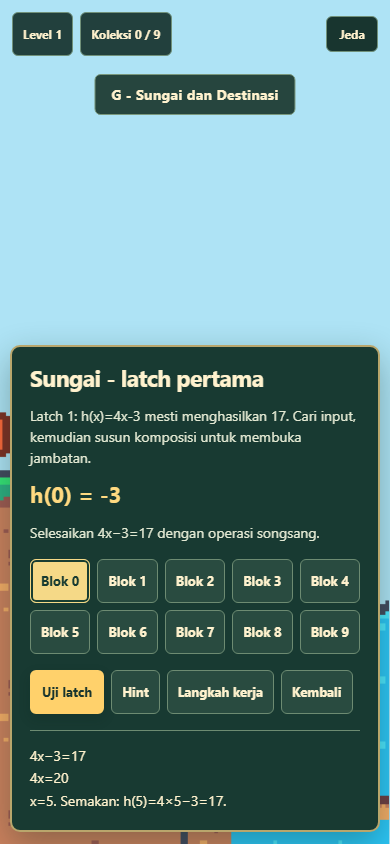 Level 1
Koleksi 0 / 9
Jeda
G - Sungai dan Destinasi
Sungai - latch pertama
Latch 1: h(x)=4x-3 mesti menghasilkan 17. Cari input,
kemudian susun komposisi untuk membuka
jambatan.
h(0) = -3
Selesaikan 4x−3=17 dengan operasi songsang.
Blok 0
Blok 1
Blok 2
Blok 3
Blok 4
Blok 5
Blok 6
Blok 7
Blok 8
Blok 9
Uji latch
Hint
Langkah kerja
Kembali
4x−3=17
4x=20
x=5. Semakan: h(5)=4×5−3=17.